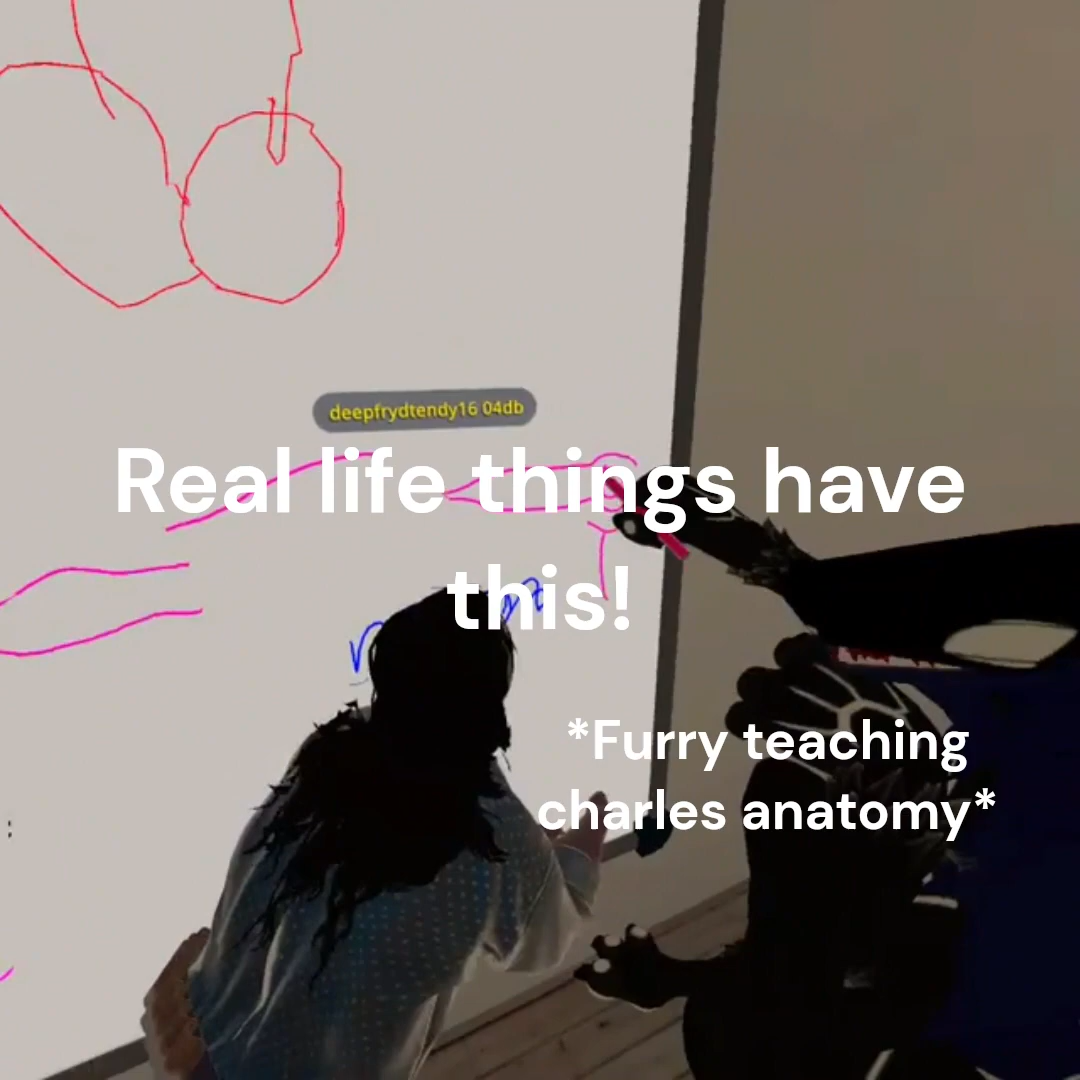 deepfrydtendy16 04db
Real life things have
this!
*Furry teaching
charles anatomy*
: